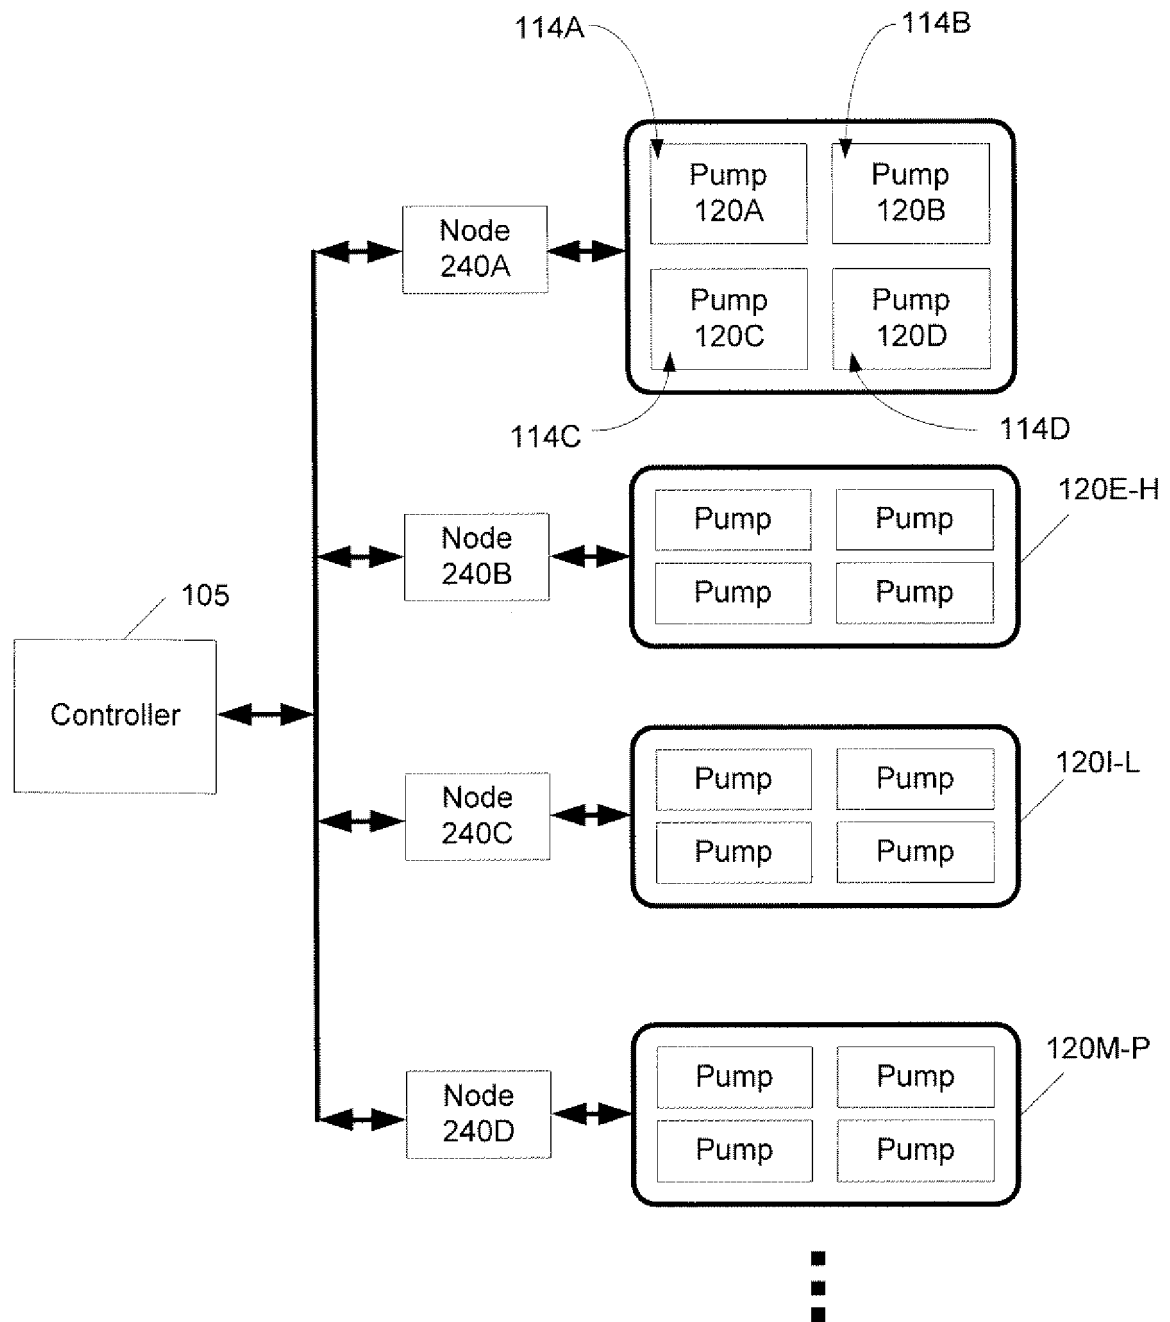 114A
114B
Pump
120A
Pump
120B
Node
240A
Pump
120C
Pump
120D
114C
114D
120E-H
Pump
Pump
Node
240B
Pump
Pump
105
Controller
120I-L
Pump
Pump
Node
240C
Pump
Pump
120M-P
Pump
Pump
Node
240D
Pump
Pump